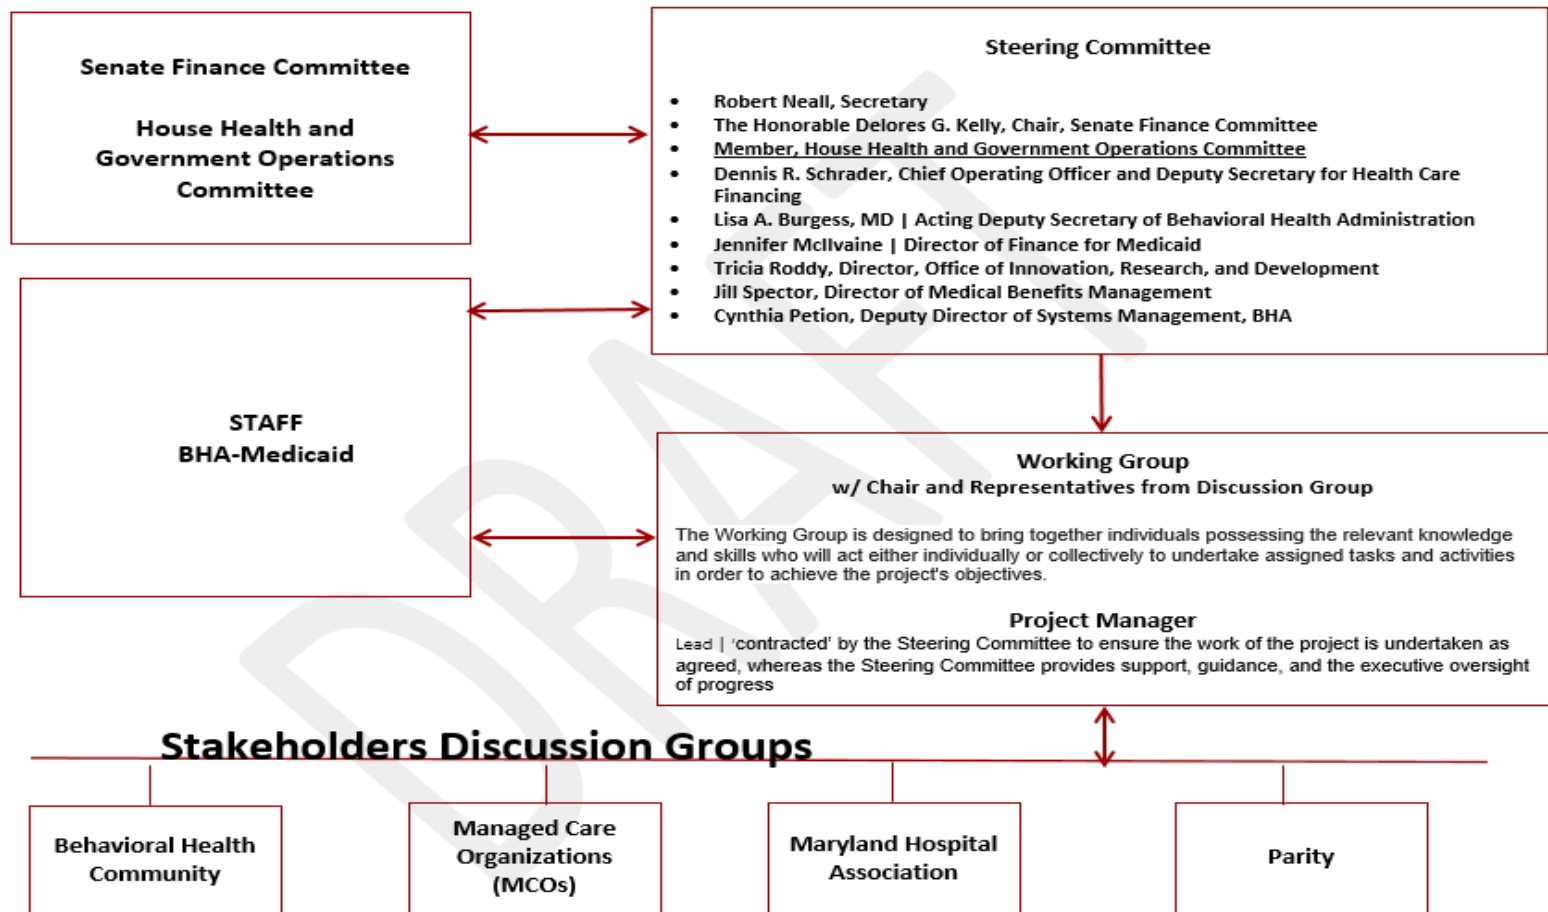 Senate Finance Committee
House Health and
Government Operations
Committee
Steering Committee
• Robert Neall, Secretary
• The Honorable Delores G. Kelly, Chair, Senate Finance Committee
• Member, House Health and Government Operations Committee
• Dennis R. Schrader, Chief Operating Officer and Deputy Secretary for Health Care
Financing
• Lisa A. Burgess, MD | Acting Deputy Secretary of Behavioral Health Administration
• Jennifer McIlvaine | Director of Finance for Medicaid
• Tricia Roddy, Director, Office of Innovation, Research, and Development
• Jill Spector, Director of Medical Benefits Management
• Cynthia Petion, Deputy Director of Systems Management, BHA
STAFF
BHA-Medicaid
Working Group
w/ Chair and Representatives from Discussion Group
The Working Group is designed to bring together individuals possessing the relevant knowledge
and skills who will act either individually or collectively to undertake assigned tasks and activities
in order to achieve the project's objectives.
Project Manager
Lead | 'contracted' by the Steering Committee to ensure the work of the project is undertaken as
agreed, whereas the Steering Committee provides support, guidance, and the executive oversight
of progress
Stakeholders Discussion Groups
Behavioral Health
Community
Managed Care
Organizations
(MCOs)
Maryland Hospital
Association
Parity
DRAFT